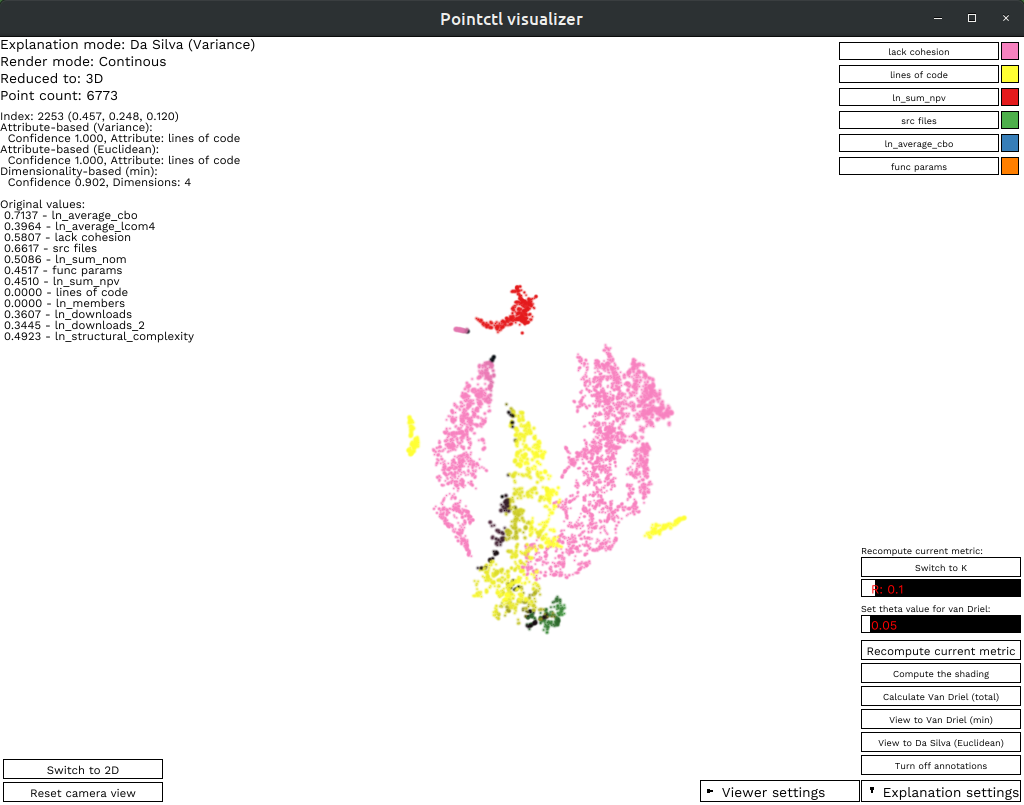 Pointctl visualizer
Explanation mode: Da Silva (Variance)
Render mode: Continous
Reduced to: 3D
Point count: 6773
Index: 2253 (0.457, 0.248, 0.120)
Attribute-based (Variance):
Confidence 1.000, Attribute: lines of code
Attribute-based (Euclidean):
Confidence 1.000, Attribute: lines of code
Dimensionality-based (min):
Confidence 0.902, Dimensions: 4
Original values:
0.7137 - ln_average_cbo
0.3964 - ln_average_lcom4
0.5807 - lack cohesion
0.6617 - src files
0.5086 - ln_sum_nom
0.4517 - func params
0.4510 - ln_sum_npv
0.0000 - lines of code
0.0000 - ln_members
0.3607 - ln_downloads
0.3445 - ln_downloads_2
0.4923 - ln_structural_complexity
lack cohesion
lines of code
ln_sum_npv
src files
ln_average_cbo
func params
Recompute current metric:
Switch to K
R: 0.1
Set theta value for van Driel:
0.05
Recompute current metric
Compute the shading
Calculate Van Driel (total)
View to Van Driel (min)
View to Da Silva (Euclidean)
Turn off annotations
Switch to 2D
Reset camera view
Viewer settings
Explanation settings